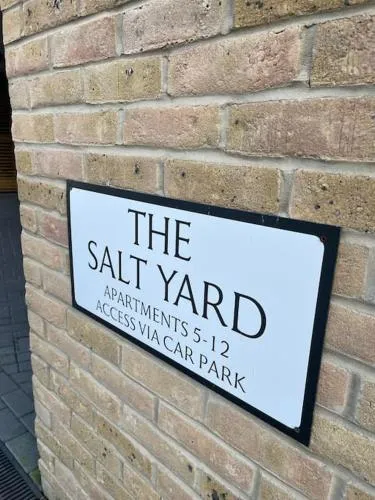 THE
SALT YARD
APARTMENTS 5-12
ACCESS VIA CAR PARK